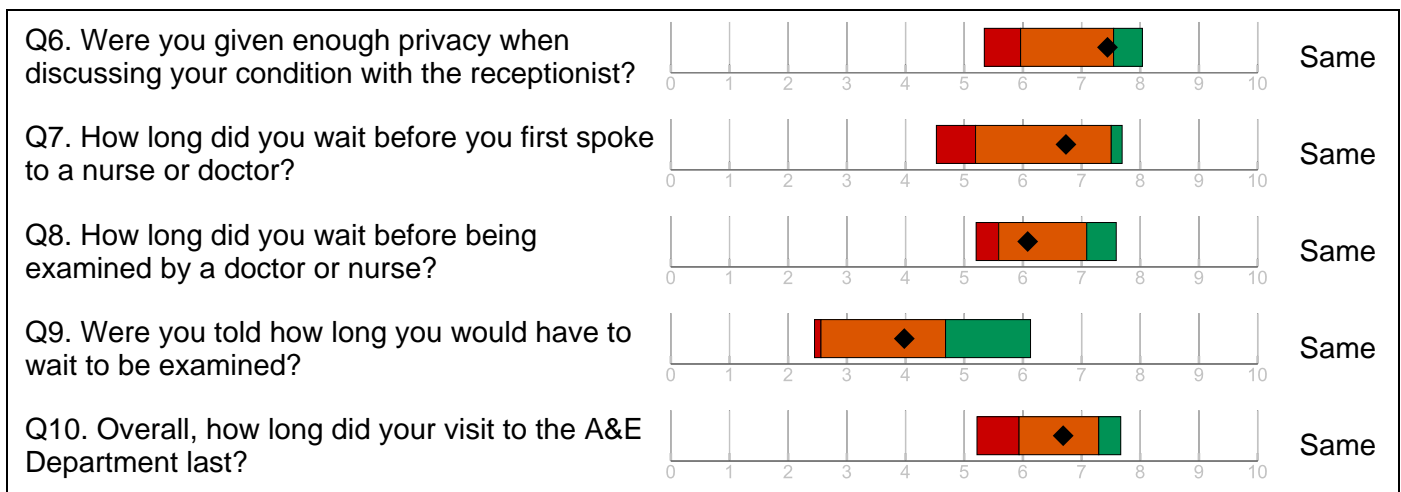 Q6. Were you given enough privacy when
discussing your condition with the receptionist?
0 1 2 3 4 5 6 7 8 9 10
Same
Q7. How long did you wait before you first spoke
to a nurse or doctor?
0 1 2 3 4 5 6 7 8 9 10
Same
Q8. How long did you wait before being
examined by a doctor or nurse?
0 1 2 3 4 5 6 7 8 9 10
Same
Q9. Were you told how long you would have to
wait to be examined?
0 1 2 3 4 5 6 7 8 9 10
Same
Q10. Overall, how long did your visit to the A&E
Department last?
0 1 2 3 4 5 6 7 8 9 10
Same